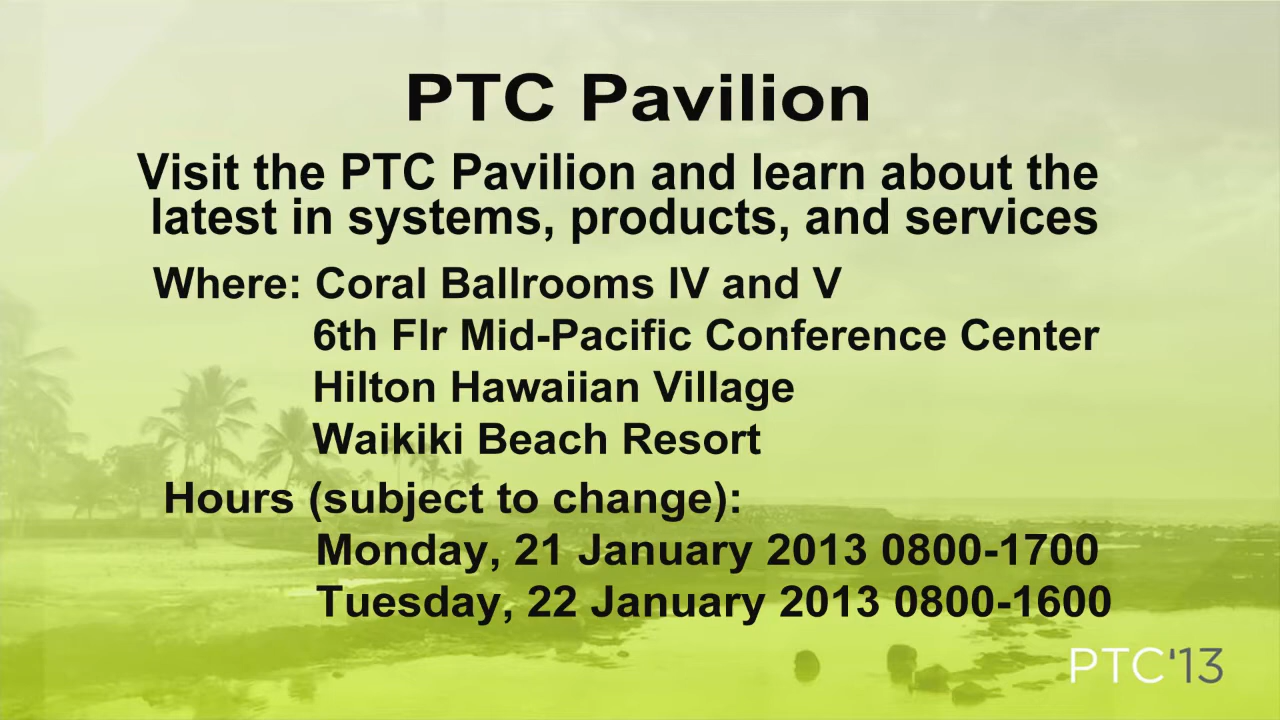 PTC Pavilion
Visit the PTC Pavilion and learn about the
latest in systems, products, and services
Where: Coral Ballrooms IV and V
6th Flr Mid-Pacific Conference Center
Hilton Hawaiian Village
Waikiki Beach Resort
Hours (subject to change):
Monday, 21 January 2013 0800-1700
Tuesday, 22 January 2013 0800-1600
PTC'13